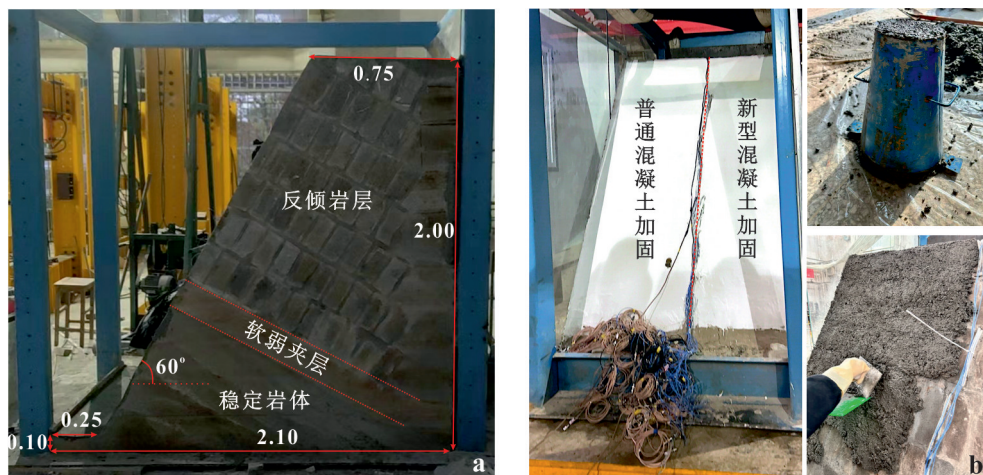 0.75
反倾岩层
2.00
软弱夹层
60°
稳定岩体
0.25
0.10
2.10
a
普通混凝土加固
新型混凝土加固
b